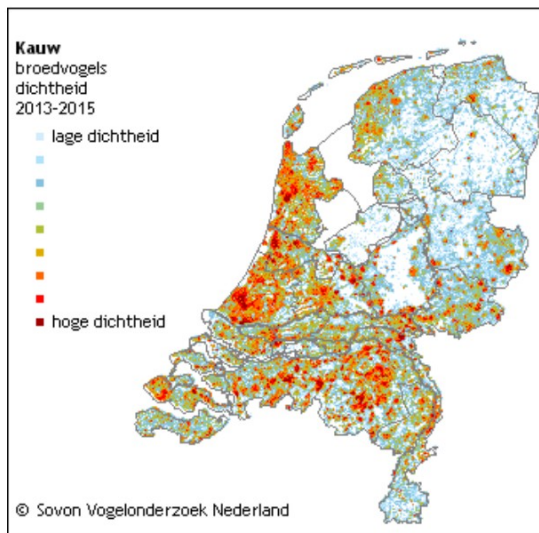 Kauw
broedvogels
dichtheid
2013-2015
lage dichtheid
hoge dichtheid
© Sovon Vogelonderzoek Nederland